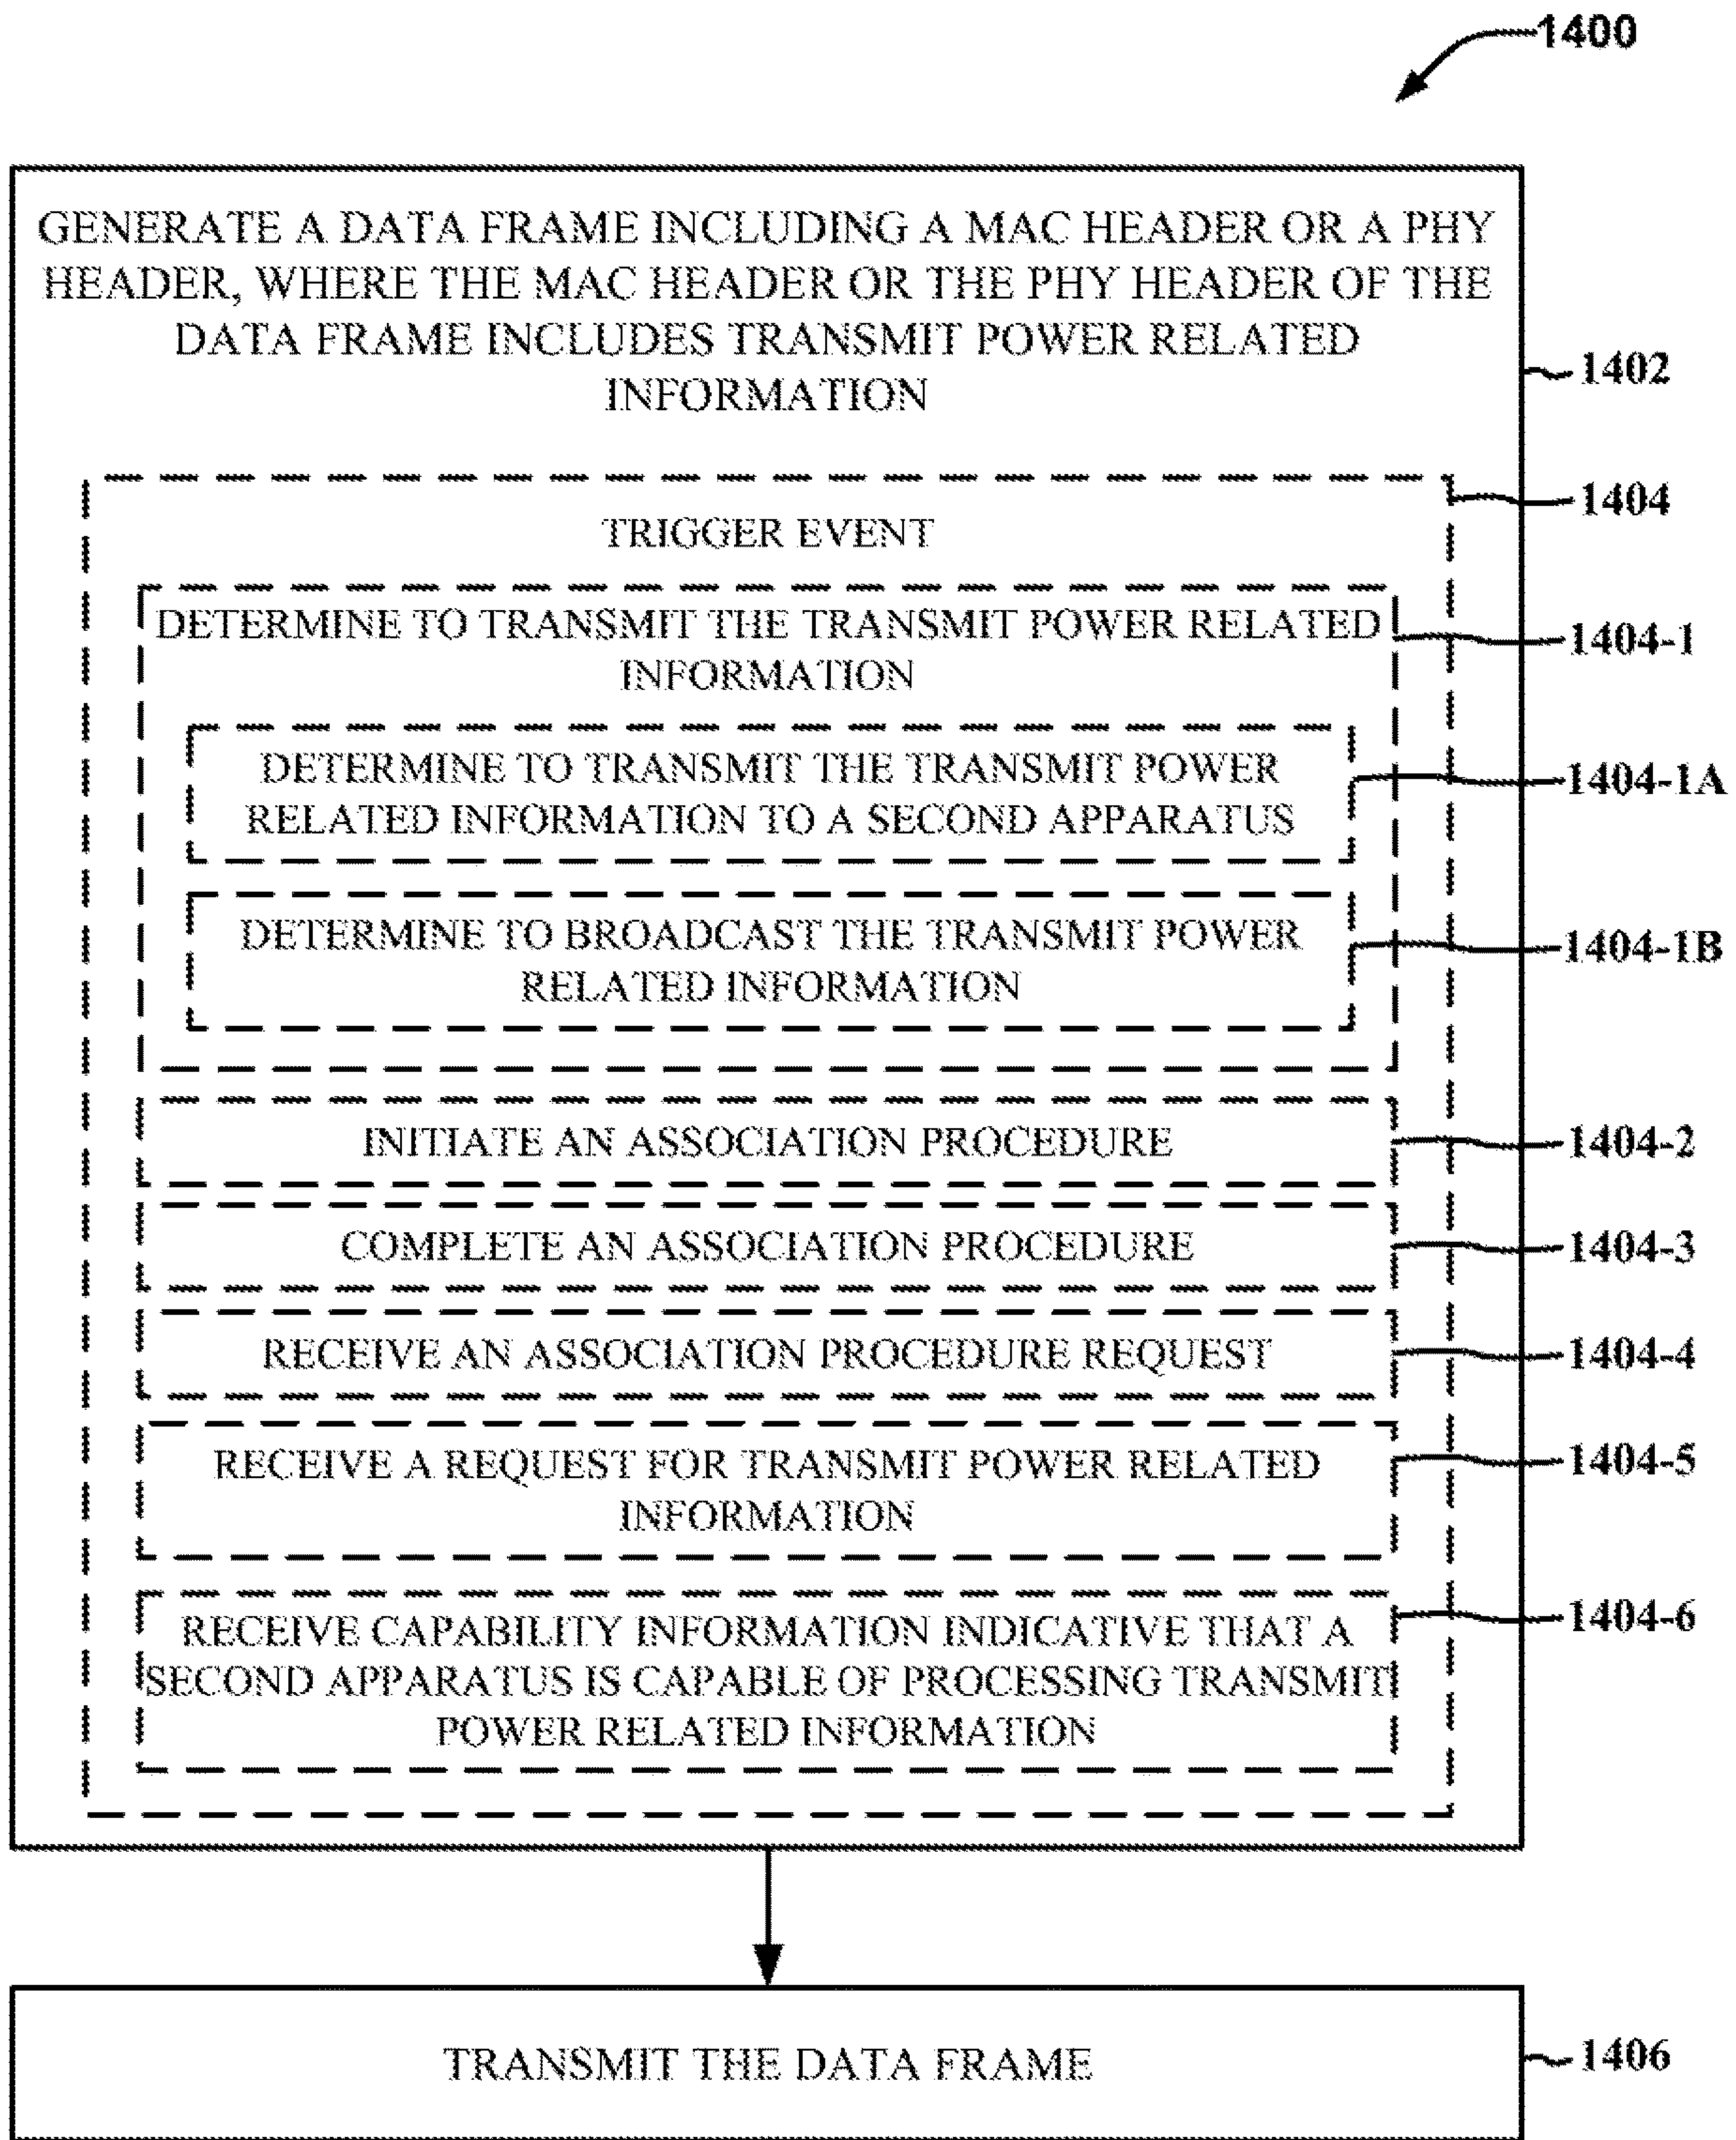 1400
GENERATE A DATA FRAME INCLUDING A MAC HEADER OR A PHY
HEADER, WHERE THE MAC HEADER OR THE PHY HEADER OF THE
DATA FRAME INCLUDES TRANSMIT POWER RELATED
INFORMATION
1402
1404
TRIGGER EVENT
DETERMINE TO TRANSMIT THE TRANSMIT POWER RELATED
INFORMATION
1404-1
DETERMINE TO TRANSMIT THE TRANSMIT POWER
RELATED INFORMATION TO A SECOND APPARATUS
1404-1A
DETERMINE TO BROADCAST THE TRANSMIT POWER
RELATED INFORMATION
1404-1B
INITIATE AN ASSOCIATION PROCEDURE
1404-2
COMPLETE AN ASSOCIATION PROCEDURE
1404-3
RECEIVE AN ASSOCIATION PROCEDURE REQUEST
1404-4
RECEIVE A REQUEST FOR TRANSMIT POWER RELATED
INFORMATION
1404-5
RECEIVE CAPABILITY INFORMATION INDICATIVE THAT A
SECOND APPARATUS IS CAPABLE OF PROCESSING TRANSMIT
POWER RELATED INFORMATION
1404-6
TRANSMIT THE DATA FRAME
1406